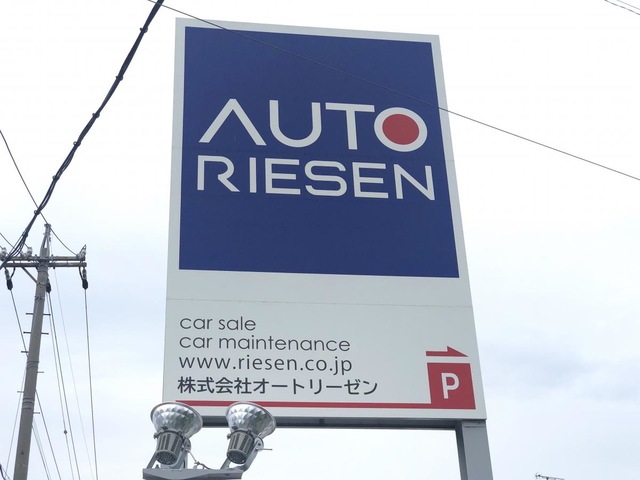 AUTO
RIESEN
car sale
car maintenance
www.riesen.co.jp
株式会社オートリーゼン
P